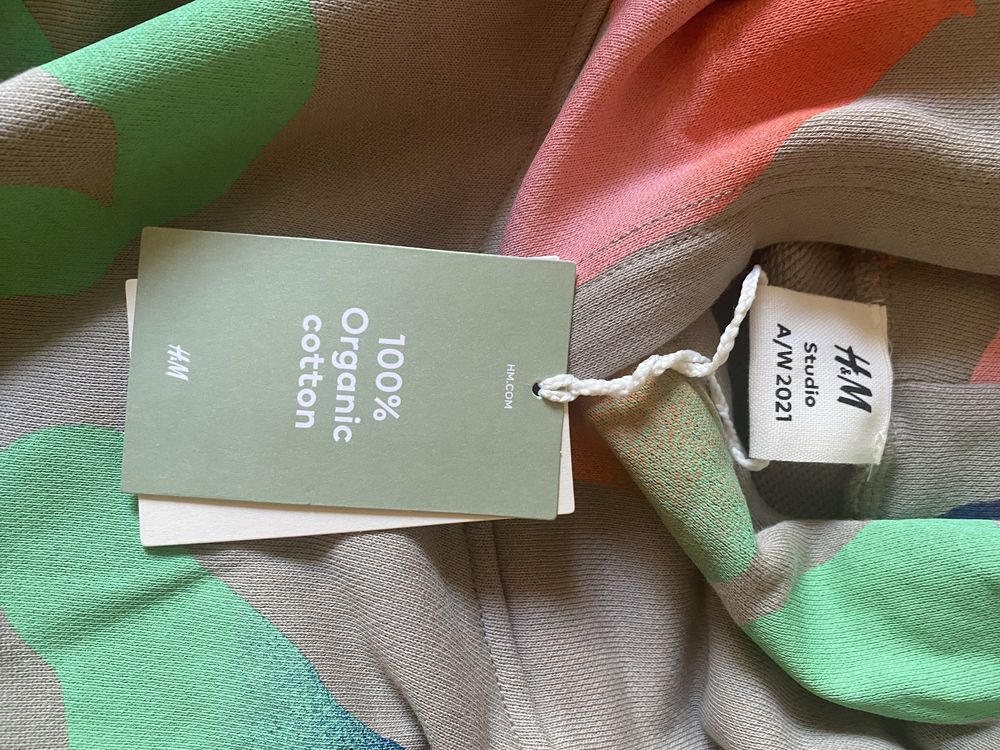 HM.COM
100%
Organic
cotton
H&M
H&M
Studio
A/W 2021